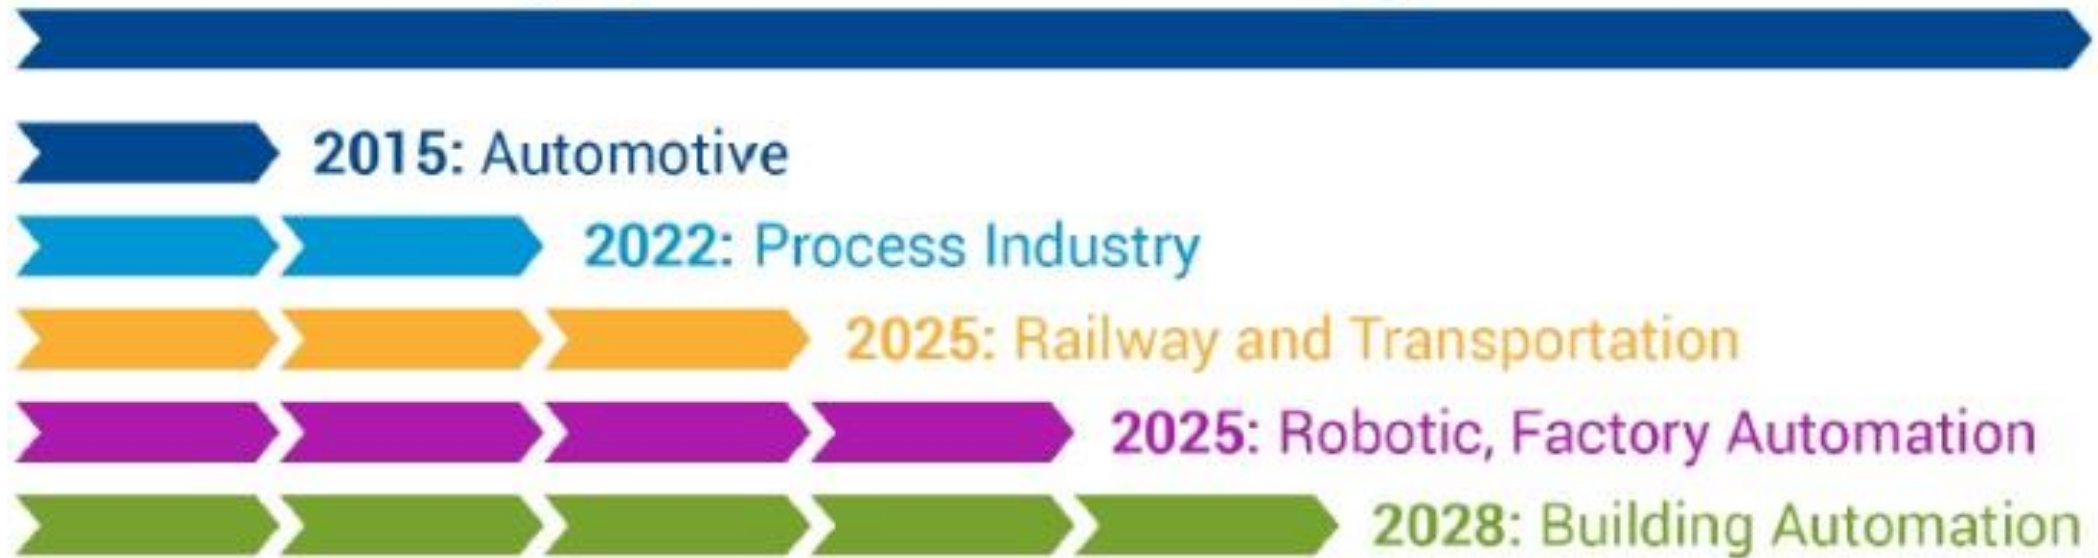 2015: Automotive
2022: Process Industry
2025: Railway and Transportation
2025: Robotic, Factory Automation
2028: Building Automation